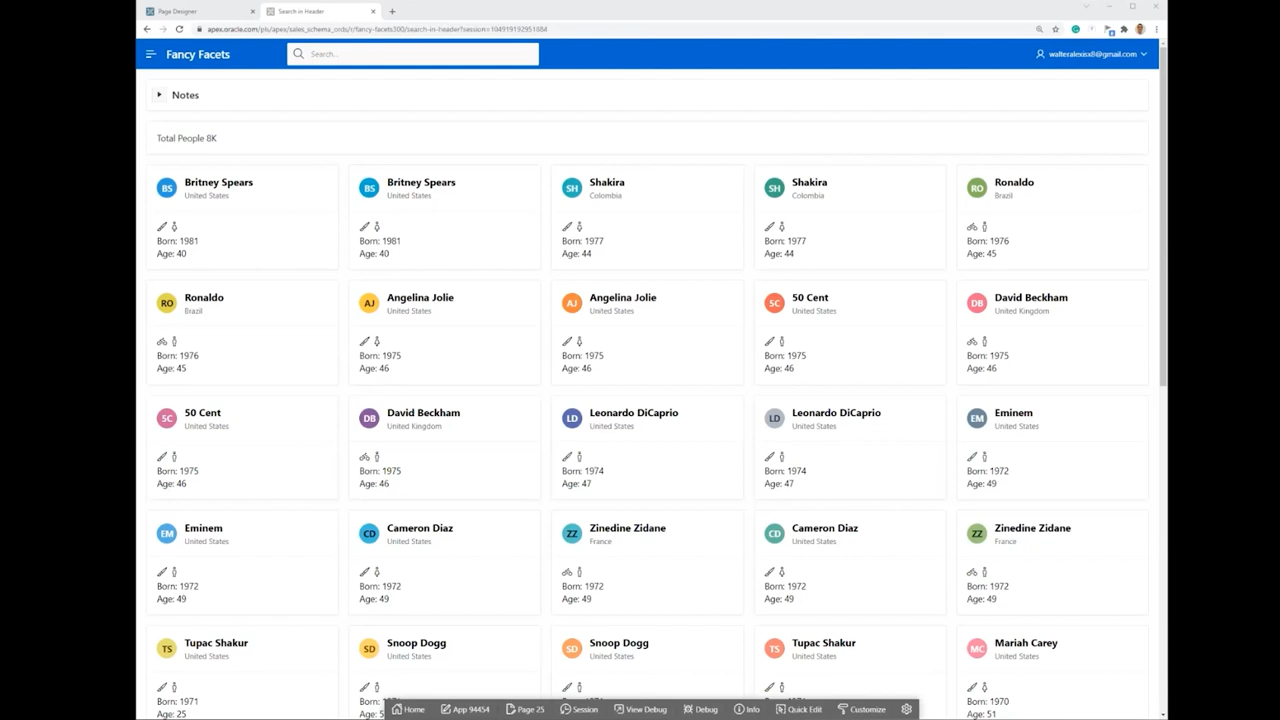 Page Designer
Search in Header
apex.oracle.com/pls/apex/sales_schema_ords/r/fancy-facets300/search-in-header?session=104919192951684
Fancy Facets
Search...
walteralexisx8@gmail.com
Notes
Total People 8K
BS Britney Spears
United States
Born: 1981
Age: 40
BS Britney Spears
United States
Born: 1981
Age: 40
SH Shakira
Colombia
Born: 1977
Age: 44
SH Shakira
Colombia
Born: 1977
Age: 44
RO Ronaldo
Brazil
Born: 1976
Age: 45
RO Ronaldo
Brazil
Born: 1976
Age: 45
AJ Angelina Jolie
United States
Born: 1975
Age: 46
AJ Angelina Jolie
United States
Born: 1975
Age: 46
5C 50 Cent
United States
Born: 1975
Age: 46
DB David Beckham
United Kingdom
Born: 1975
Age: 46
5C 50 Cent
United States
Born: 1975
Age: 46
DB David Beckham
United Kingdom
Born: 1975
Age: 46
LD Leonardo DiCaprio
United States
Born: 1974
Age: 47
LD Leonardo DiCaprio
United States
Born: 1974
Age: 47
EM Eminem
United States
Born: 1972
Age: 49
EM Eminem
United States
Born: 1972
Age: 49
CD Cameron Diaz
United States
Born: 1972
Age: 49
ZZ Zinedine Zidane
France
Born: 1972
Age: 49
CD Cameron Diaz
United States
Born: 1972
Age: 49
ZZ Zinedine Zidane
France
Born: 1972
Age: 49
TS Tupac Shakur
United States
Born: 1971
Age: 25
SD Snoop Dogg
United States
SD Snoop Dogg
United States
TS Tupac Shakur
United States
MC Mariah Carey
United States
Born: 1970
Age: 51
Home App 94454 Page 25 Session View Debug Debug Info Quick Edit Customize